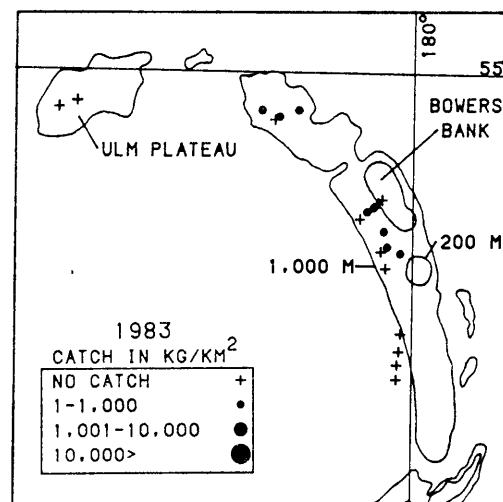 180°
55
BOWERS
BANK
ULM PLATEAU
200 M
1,000 M
1983
CATCH IN KG/KM²
NO CATCH +
1-1,000
1,001-10,000
10,000>